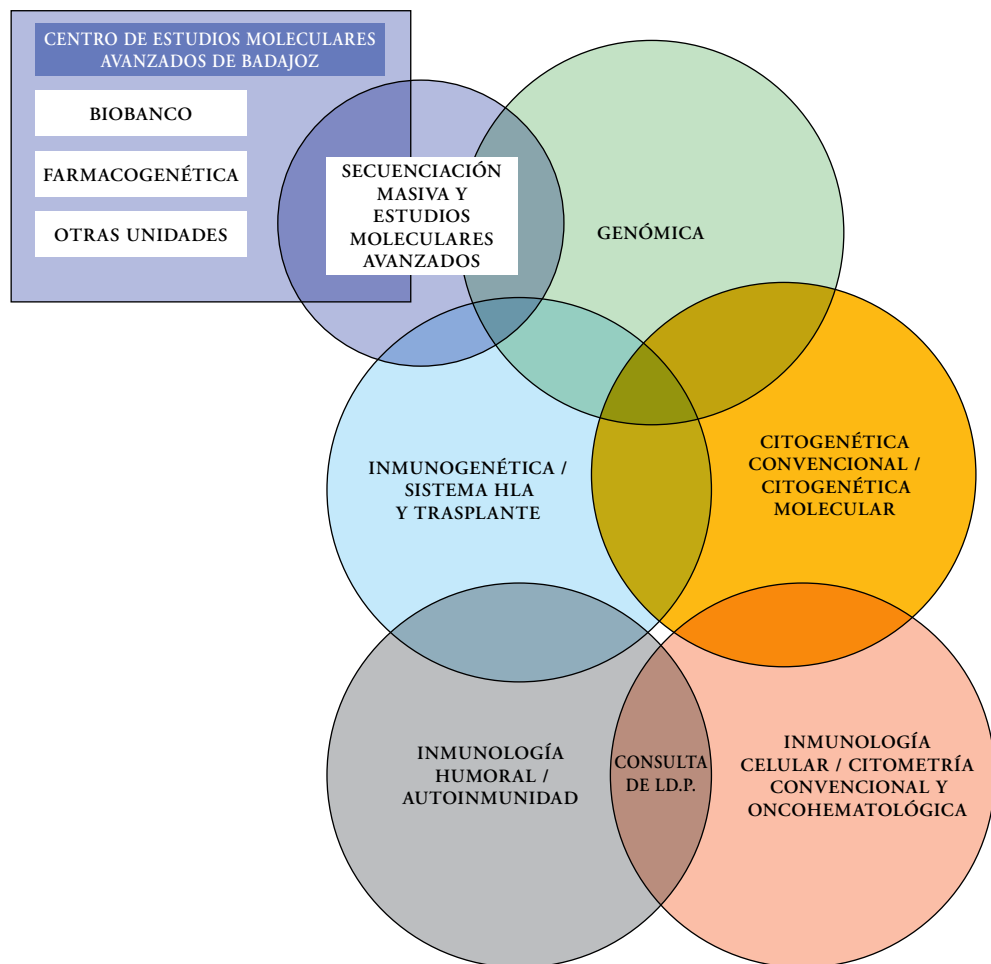 CENTRO DE ESTUDIOS MOLECULARES
AVANZADOS DE BADAJOZ
BIOBANCO
FARMACOGENÉTICA
OTRAS UNIDADES
SECUENCIACIÓN
MASIVA Y
ESTUDIOS
MOLECULARES
AVANZADOS
GENÓMICA
INMUNOGENÉTICA /
SISTEMA HLA
Y TRASPLANTE
CITOGENÉTICA
CONVENCIONAL /
CITOGENÉTICA
MOLECULAR
INMUNOLOGÍA
HUMORAL /
AUTOINMUNIDAD
CONSULTA
DE I.D.P.
INMUNOLOGÍA
CELULAR / CITOMETRÍA
CONVENCIONAL Y
ONCOHEMATOLÓGICA